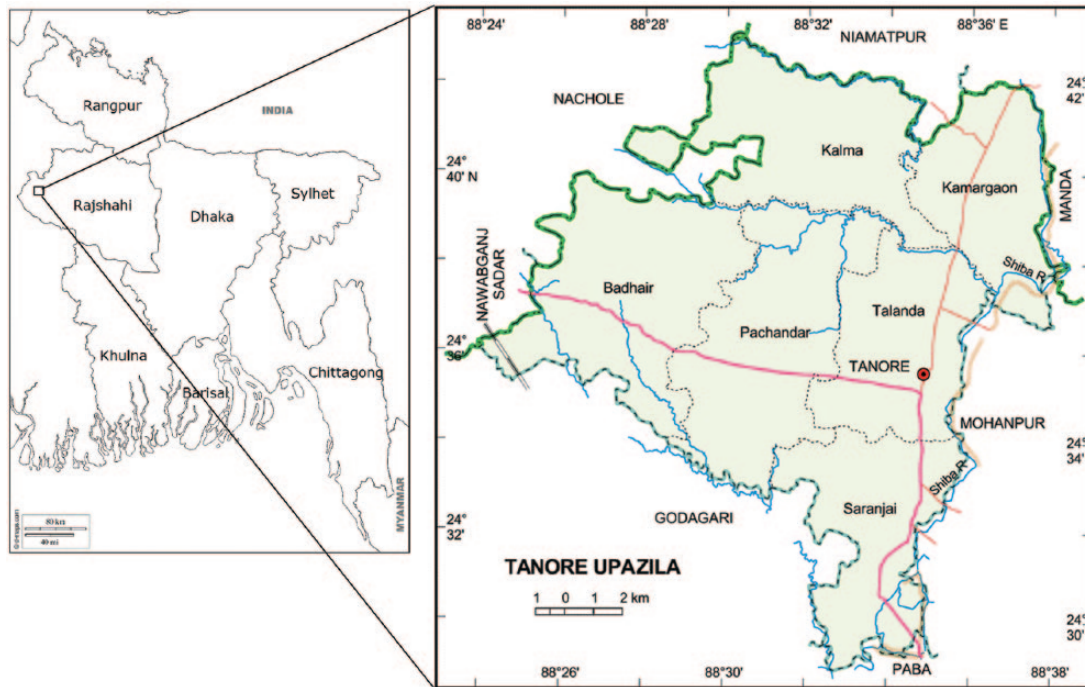 Rangpur
INDIA
Rajshahi
Dhaka
Sylhet
Khulna
Barisal
Chittagong
MYANMAR
80 km
40 mi
88°24'
88°28'
88°32'
88°36' E
NIAMATPUR
NACHOLE
24°
42'
Kalma
Kamargaon
MANDA
24°
40' N
Shiba R
NAWABGANJ
SADAR
Badhair
Talanda
Pachandar
24°
36'
TANORE
MOHANPUR
24°
34'
Shiba R
Saranjai
GODAGARI
24°
32'
TANORE UPAZILA
1 0 1 2 km
24°
30'
PABA
88°26'
88°30'
88°34'
88°38'